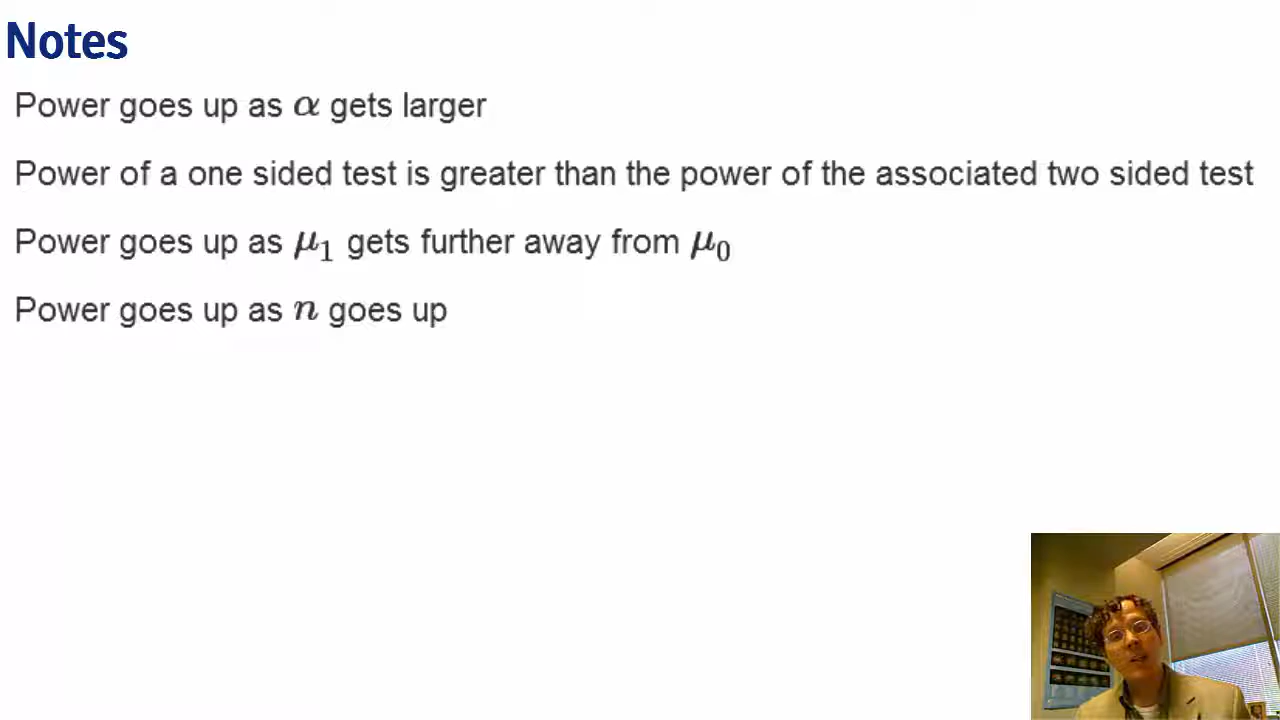 Notes
Power goes up as α gets larger
Power of a one sided test is greater than the power of the associated two sided test
Power goes up as μ₁ gets further away from μ₀
Power goes up as n goes up